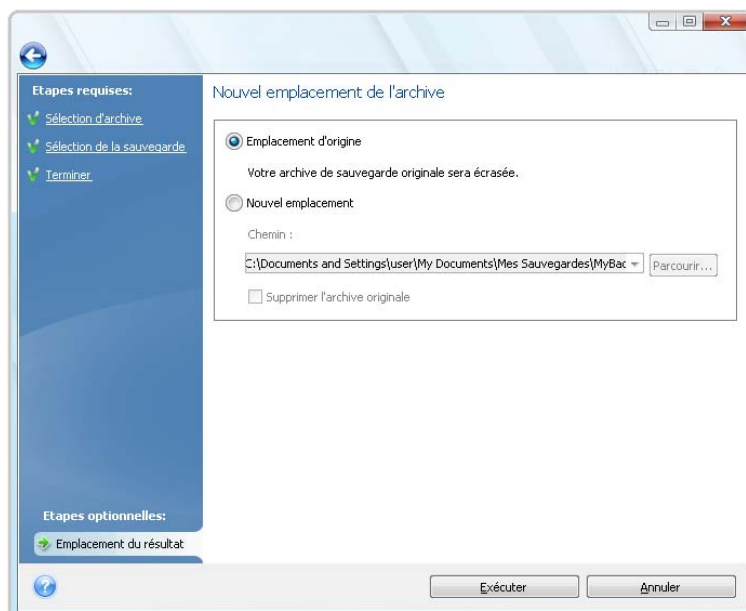 Etapes requises:
Sélection d'archive
Sélection de la sauvegarde
Terminer
Nouvel emplacement de l'archive
Emplacement d'origine
Votre archive de sauvegarde originale sera écrasée.
Nouvel emplacement
Chemin :
C:\Documents and Settings\user\My Documents\Mes Sauvegardes\MyBac
Parcourir...
Supprimer l'archive originale
Etapes optionnelles:
Emplacement du résultat
Exécuter
Annuler